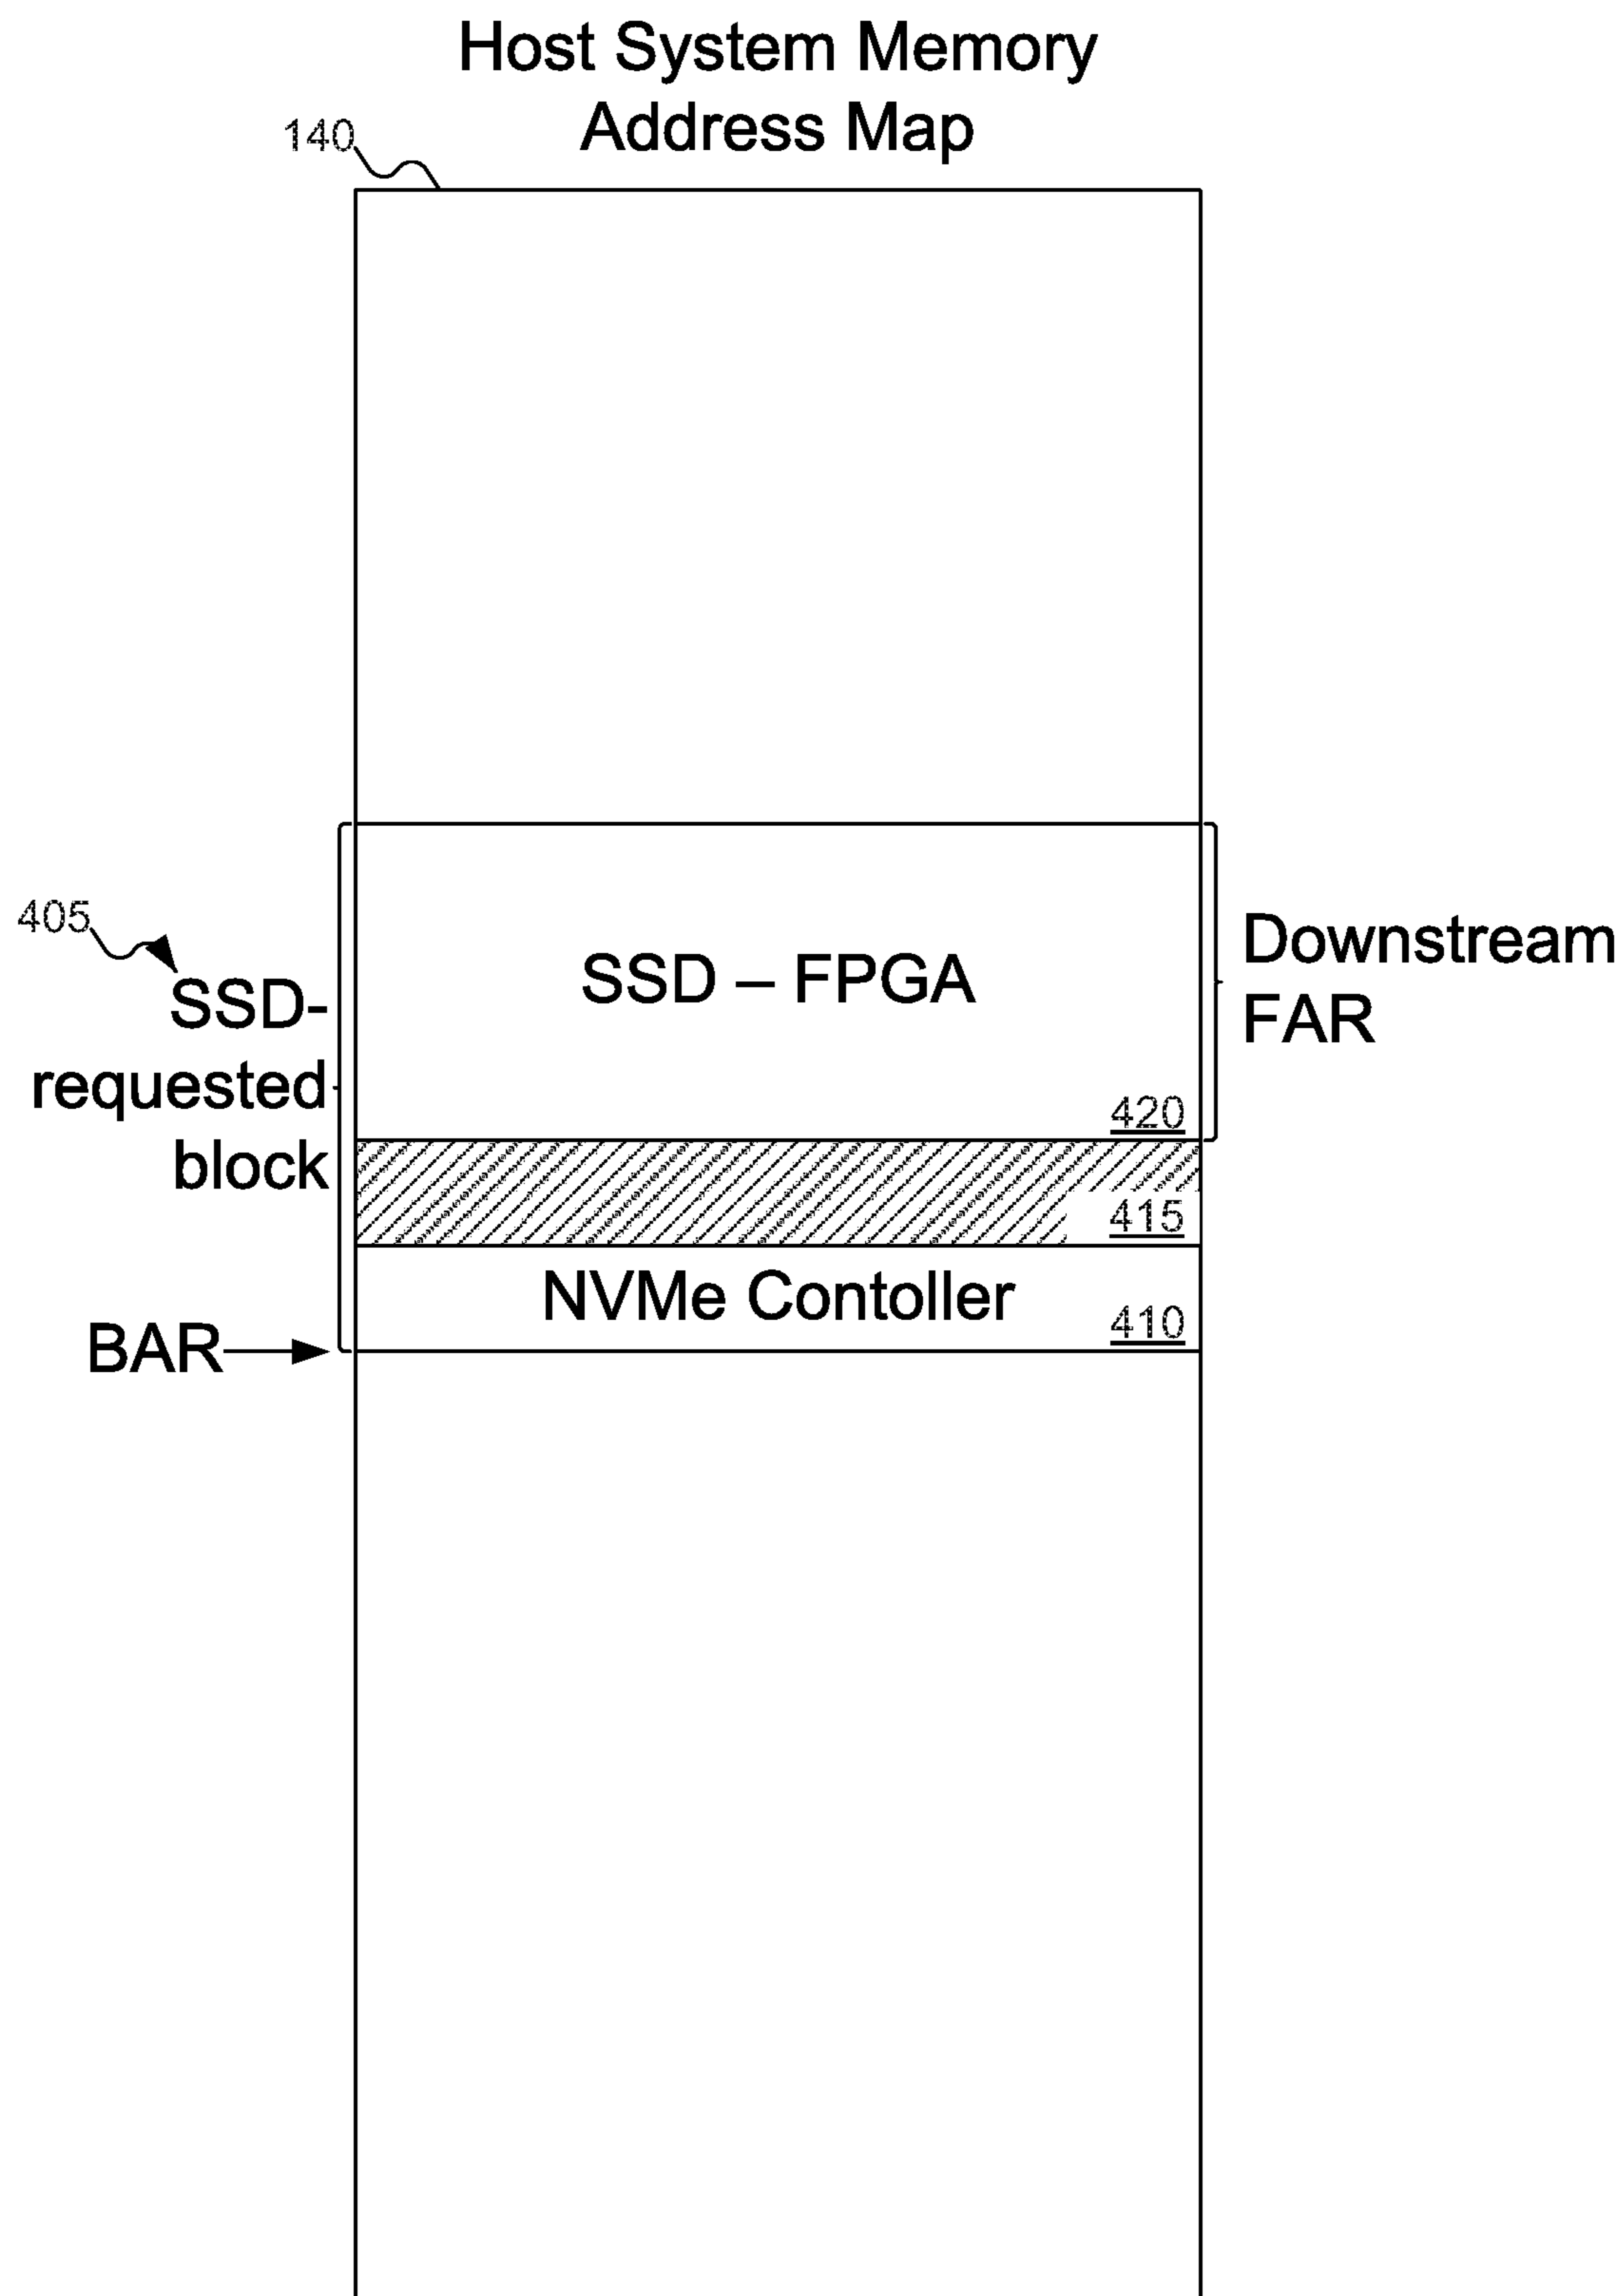 Host System Memory
Address Map
140
405
SSD-
requested
block
SSD – FPGA
420
Downstream
FAR
415
NVMe Contoller
410
BAR